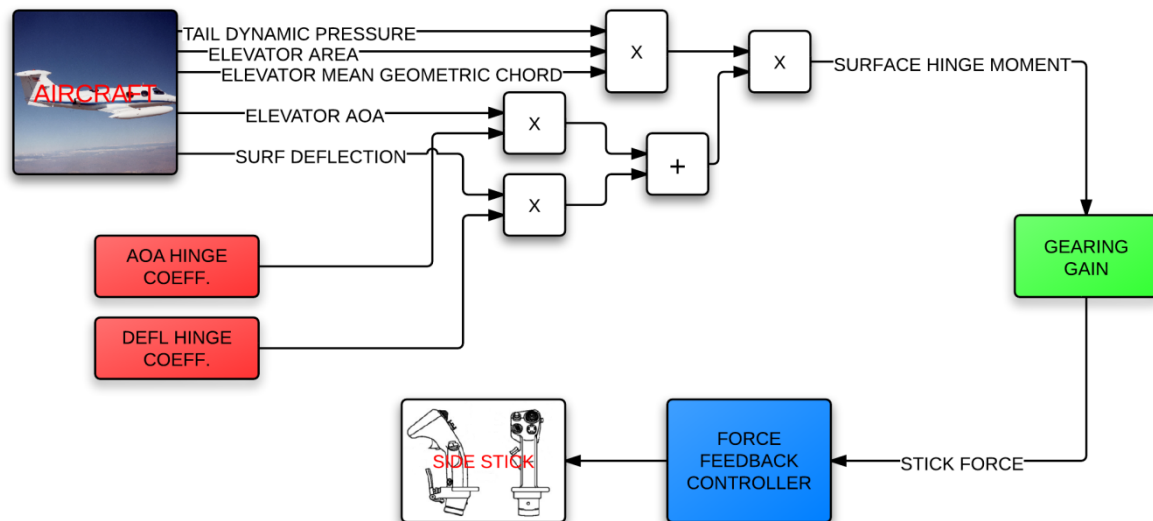 TAIL DYNAMIC PRESSURE
ELEVATOR AREA
ELEVATOR MEAN GEOMETRIC CHORD
AIRCRAFT
ELEVATOR AOA
SURF DEFLECTION
X
X
SURFACE HINGE MOMENT
X
+
X
AOA HINGE
COEFF.
DEFL HINGE
COEFF.
GEARING
GAIN
SIDE STICK
FORCE
FEEDBACK
CONTROLLER
STICK FORCE